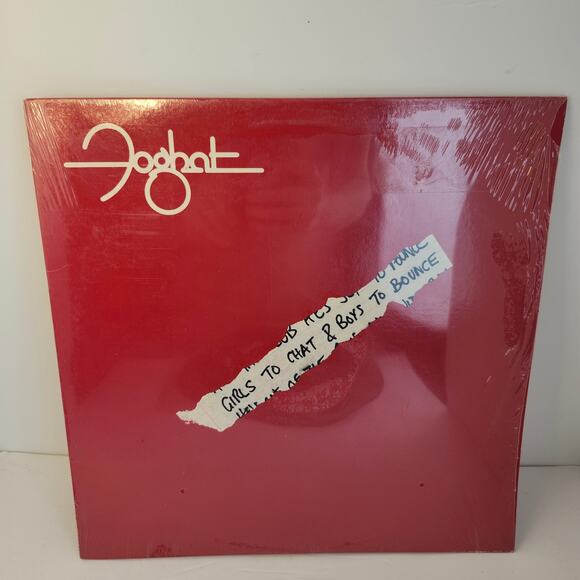 Foghat
GIRLS TO CHAT & BOYS TO BOUNCE